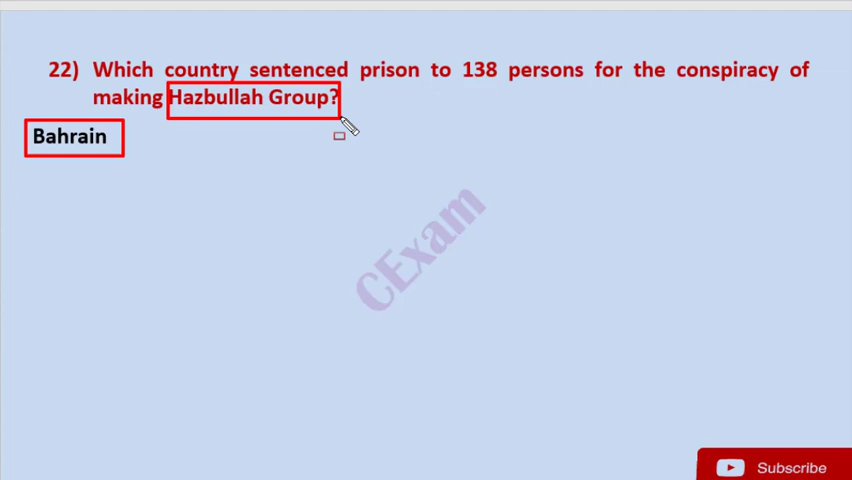 22) Which country sentenced prison to 138 persons for the conspiracy of
making Hazbullah Group?
Bahrain
CExam
Subscribe